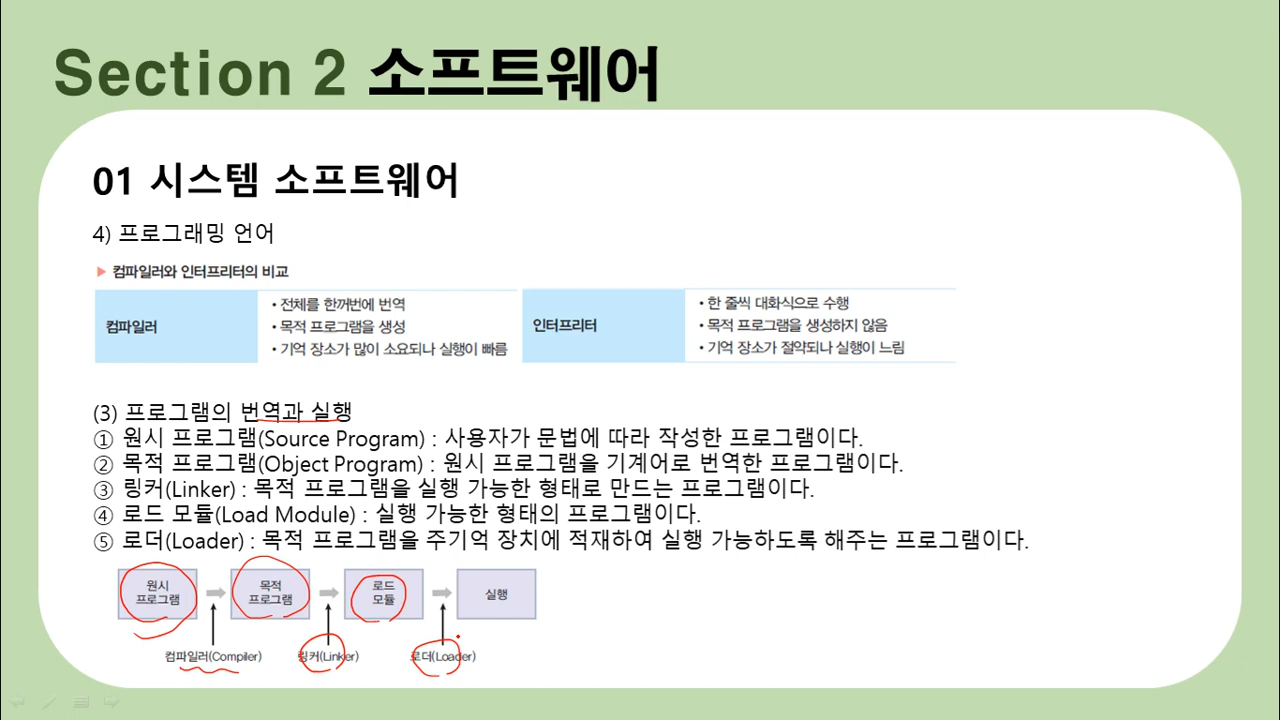 Section 2 소프트웨어
01 시스템 소프트웨어
4) 프로그래밍 언어
▶ 컴파일러와 인터프리터의 비교
컴파일러
• 전체를 한꺼번에 번역
• 목적 프로그램을 생성
• 기억 장소가 많이 소요되나 실행이 빠름
인터프리터
• 한 줄씩 대화식으로 수행
• 목적 프로그램을 생성하지 않음
• 기억 장소가 절약되나 실행이 느림
(3) 프로그램의 번역과 실행
① 원시 프로그램(Source Program) : 사용자가 문법에 따라 작성한 프로그램이다.
② 목적 프로그램(Object Program) : 원시 프로그램을 기계어로 번역한 프로그램이다.
③ 링커(Linker) : 목적 프로그램을 실행 가능한 형태로 만드는 프로그램이다.
④ 로드 모듈(Load Module) : 실행 가능한 형태의 프로그램이다.
⑤ 로더(Loader) : 목적 프로그램을 주기억 장치에 적재하여 실행 가능하도록 해주는 프로그램이다.
원시
프로그램
목적
프로그램
로드
모듈
실행
컴파일러(Compiler)
링커(Linker)
로더(Loader)